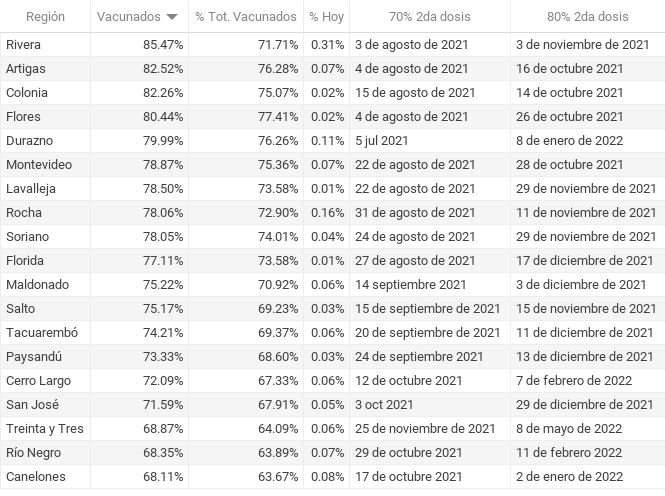 Región Vacunados % Tot. Vacunados % Hoy 70% 2da dosis 80% 2da dosis
Rivera 85.47% 71.71% 0.31% 3 de agosto de 2021 3 de noviembre de 2021
Artigas 82.52% 76.28% 0.07% 4 de agosto de 2021 16 de octubre 2021
Colonia 82.26% 75.07% 0.02% 15 de agosto de 2021 14 de octubre 2021
Flores 80.44% 77.41% 0.02% 4 de agosto de 2021 26 de octubre 2021
Durazno 79.99% 76.26% 0.11% 5 jul 2021 8 de enero de 2022
Montevideo 78.87% 75.36% 0.07% 22 de agosto de 2021 28 de octubre 2021
Lavalleja 78.50% 73.58% 0.01% 22 de agosto de 2021 29 de noviembre de 2021
Rocha 78.06% 72.90% 0.16% 31 de agosto de 2021 11 de noviembre de 2021
Soriano 78.05% 74.01% 0.04% 24 de agosto de 2021 29 de noviembre de 2021
Florida 77.11% 73.58% 0.01% 27 de agosto de 2021 17 de diciembre de 2021
Maldonado 75.22% 70.92% 0.06% 14 septiembre 2021 3 de diciembre de 2021
Salto 75.17% 69.23% 0.03% 15 de septiembre de 2021 15 de noviembre de 2021
Tacuarembó 74.21% 69.37% 0.06% 20 de septiembre de 2021 11 de diciembre de 2021
Paysandú 73.33% 68.60% 0.03% 24 de septiembre 2021 13 de diciembre de 2021
Cerro Largo 72.09% 67.33% 0.06% 12 de octubre 2021 7 de febrero de 2022
San José 71.59% 67.91% 0.05% 3 oct 2021 29 de diciembre de 2021
Treinta y Tres 68.87% 64.09% 0.06% 25 de noviembre de 2021 8 de mayo de 2022
Río Negro 68.35% 63.89% 0.07% 29 de octubre 2021 11 de febrero 2022
Canelones 68.11% 63.67% 0.08% 17 de octubre 2021 2 de enero de 2022